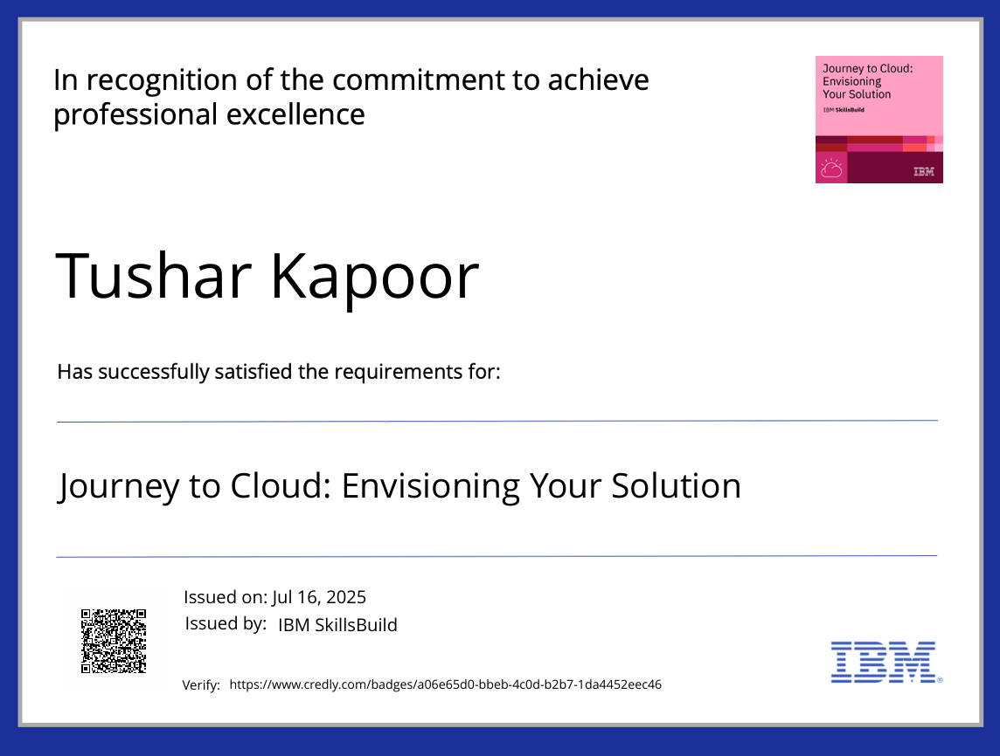 In recognition of the commitment to achieve
professional excellence
Journey to Cloud:
Envisioning
Your Solution
IBM SkillsBuild
IBM
Tushar Kapoor
Has successfully satisfied the requirements for:
Journey to Cloud: Envisioning Your Solution
Issued on: Jul 16, 2025
Issued by: IBM SkillsBuild
Verify: https://www.credly.com/badges/a06e65d0-bbeb-4c0d-b2b7-1da4452eec46
IBM®